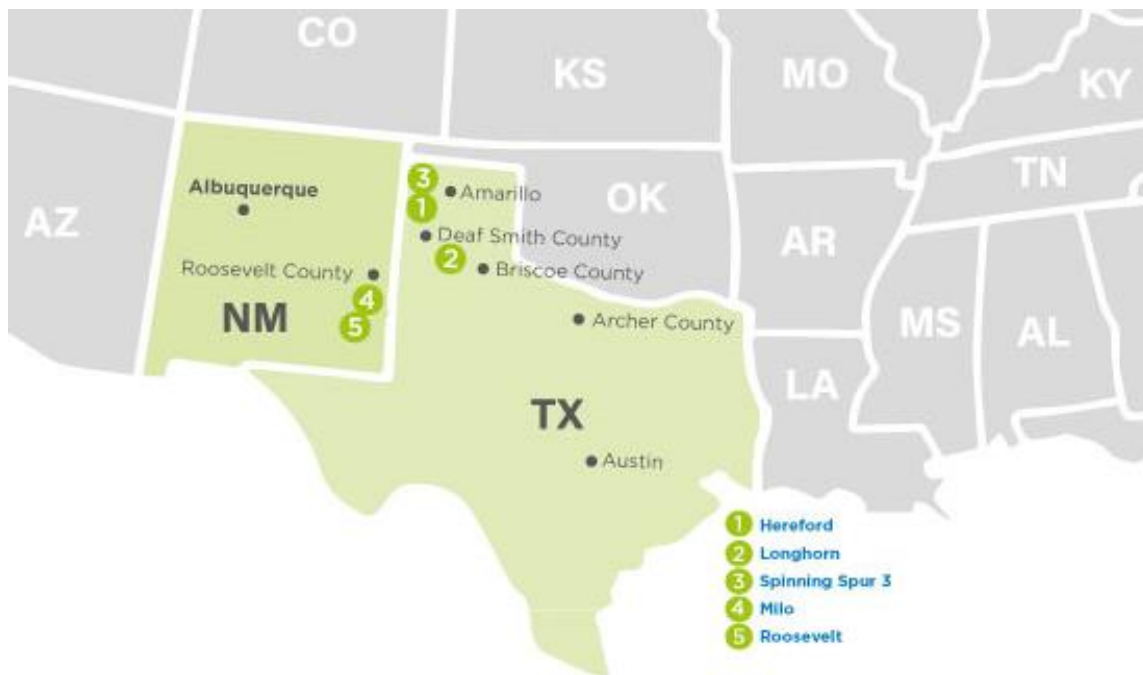 CO
KS
MO
KY
TN
Albuquerque
3
Amarillo
OK
1
AZ
Deaf Smith County
AR
2
Roosevelt County
Briscoe County
4
NM
5
Archer County
MS
AL
LA
TX
Austin
1 Hereford
2 Longhorn
3 Spinning Spur 3
4 Milo
5 Roosevelt